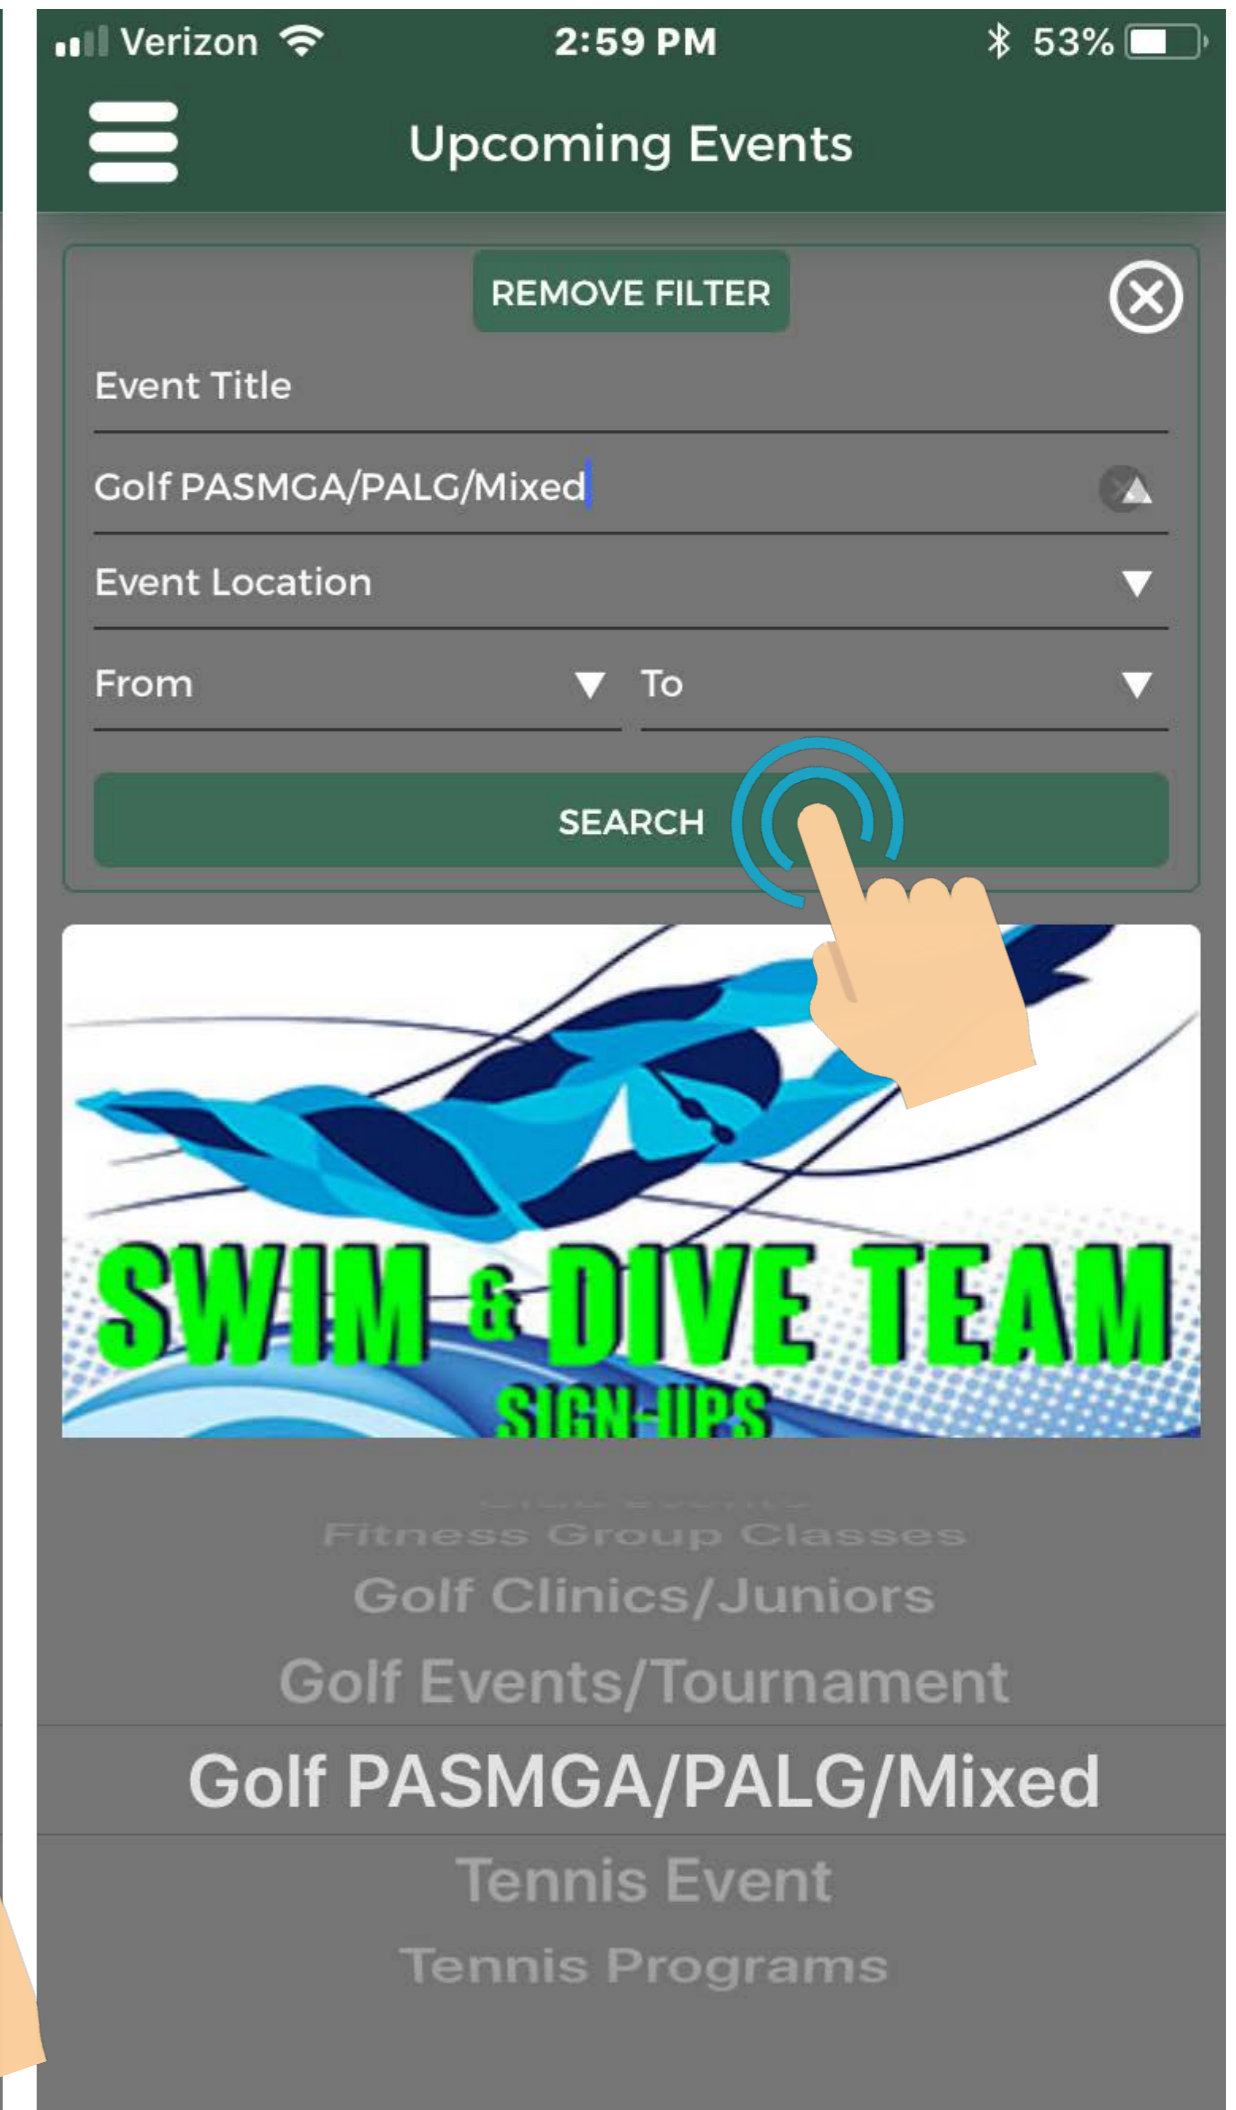 Verizon 2:59 PM 53%
Upcoming Events
REMOVE FILTER
Event Title
Golf PASMGA/PALG/Mixed
Event Location
From To
SEARCH
SWIM & DIVE TEAM
SIGN-UPS
Fitness Group Classes
Golf Clinics/Juniors
Golf Events/Tournament
Golf PASMGA/PALG/Mixed
Tennis Event
Tennis Programs